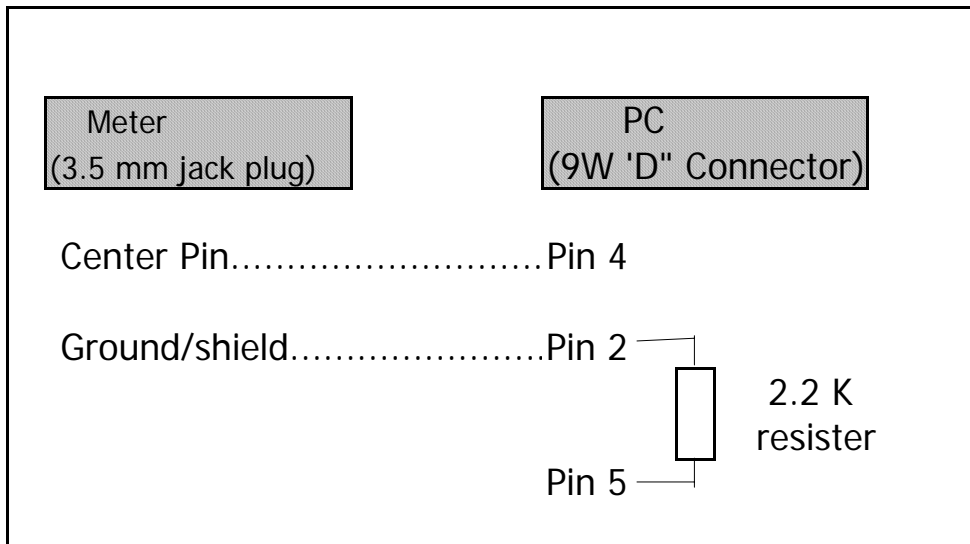 Meter
(3.5 mm jack plug)
PC
(9W 'D" Connector)
Center Pin............................Pin 4
Ground/shield.......................Pin 2
2.2 K
resister
Pin 5